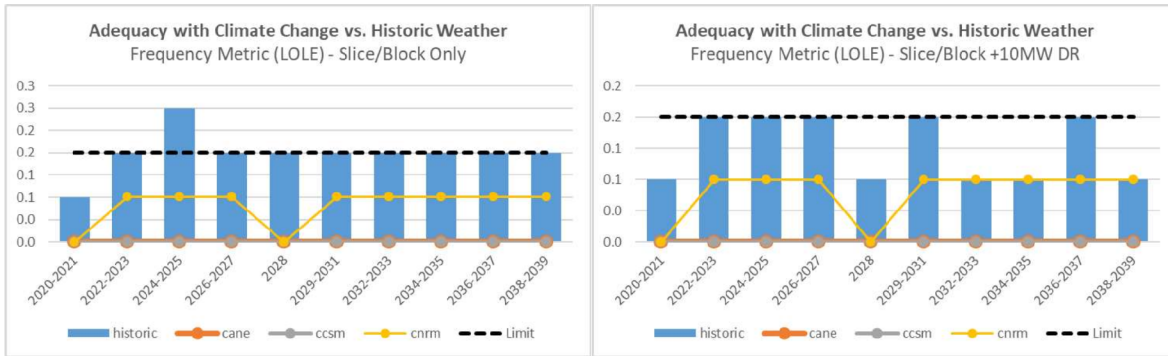 Adequacy with Climate Change vs. Historic Weather
Frequency Metric (LOLE) - Slice/Block Only
0.3
0.3
0.2
0.2
0.1
0.1
0.0
0.0
2020-2021
2022-2023
2024-2025
2026-2027
2028
2029-2031
2032-2033
2034-2035
2036-2037
2038-2039
historic
cane
ccsm
cnrm
Limit
Adequacy with Climate Change vs. Historic Weather
Frequency Metric (LOLE) - Slice/Block +10MW DR
0.2
0.2
0.1
0.1
0.0
0.0
2020-2021
2022-2023
2024-2025
2026-2027
2028
2029-2031
2032-2033
2034-2035
2036-2037
2038-2039
historic
cane
ccsm
cnrm
Limit